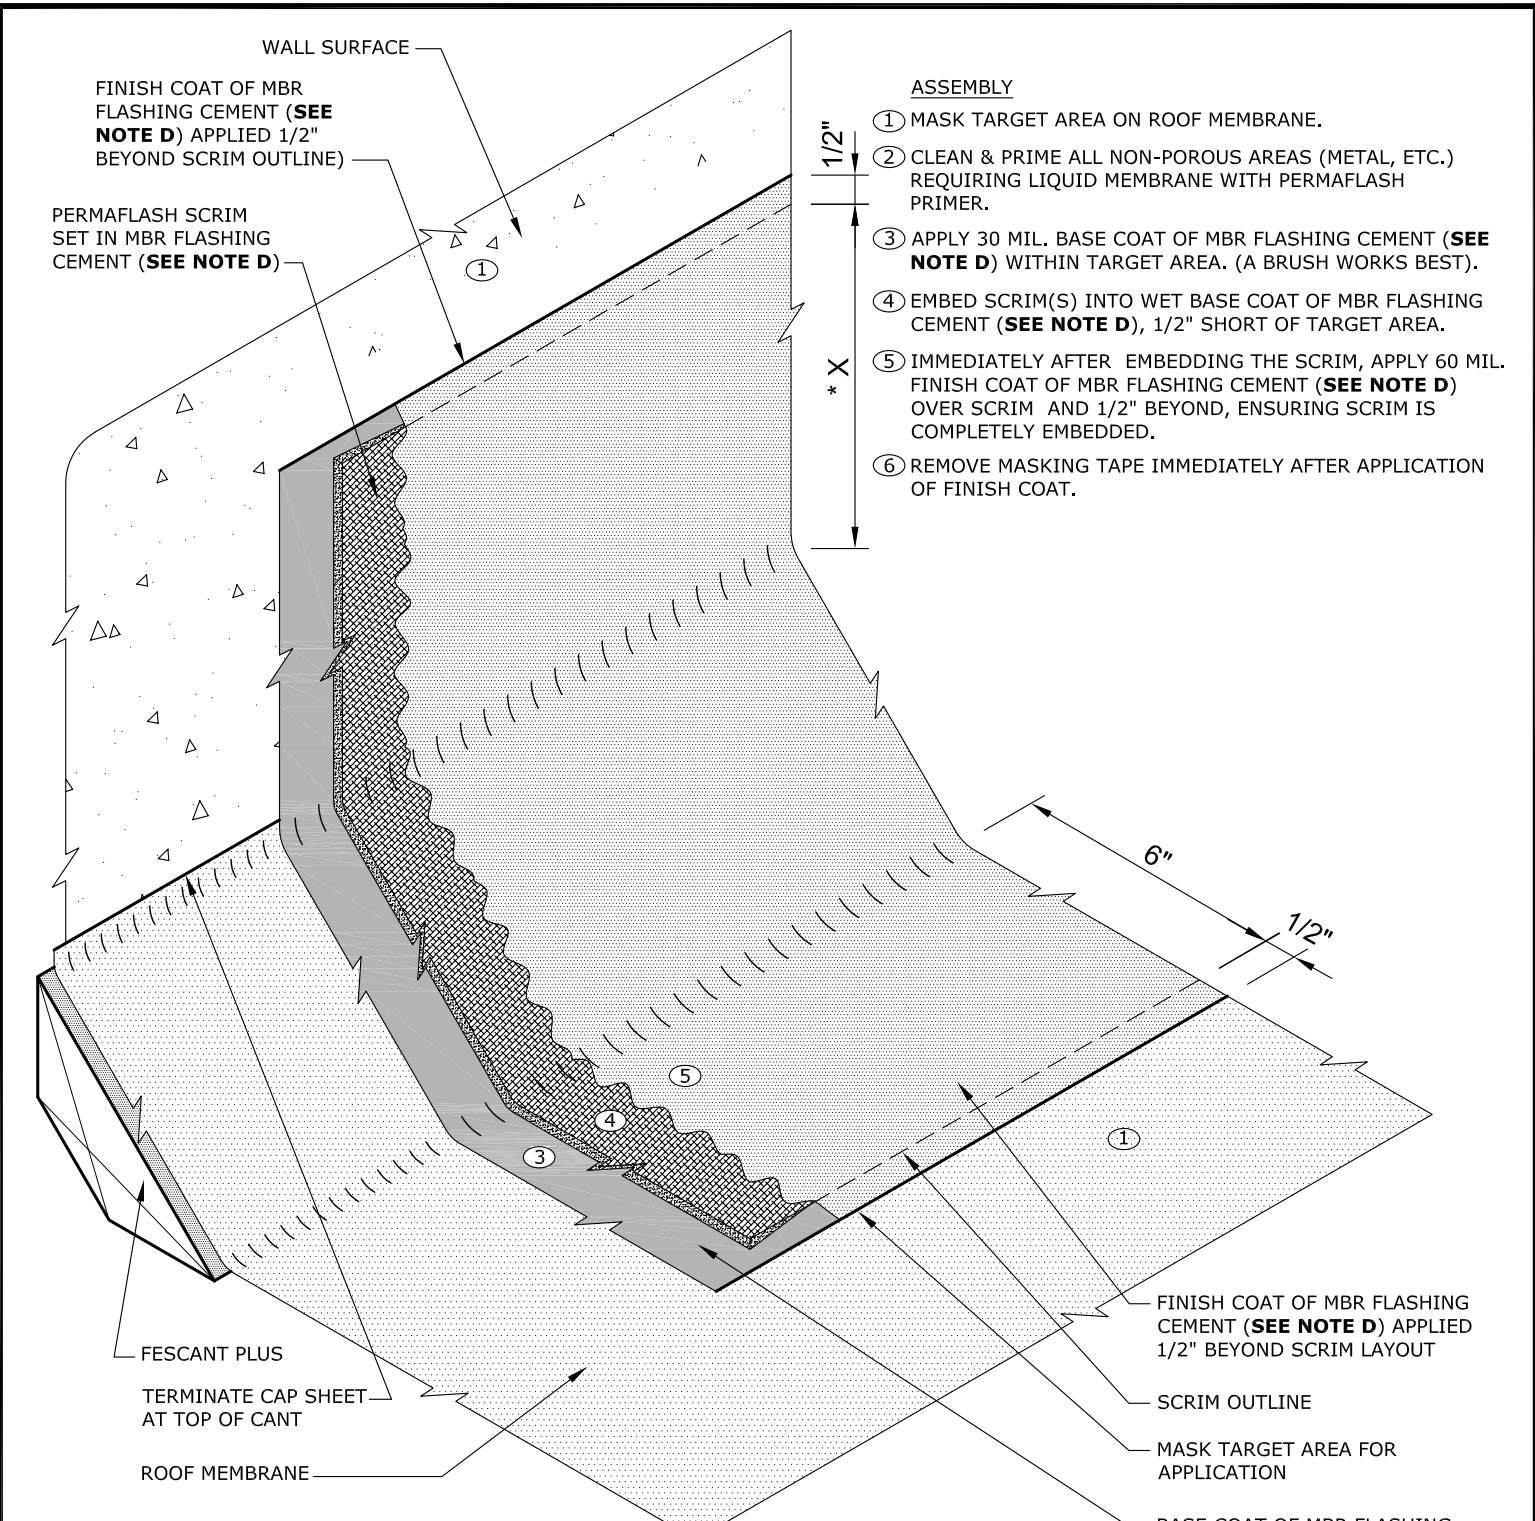 WALL SURFACE
FINISH COAT OF MBR
FLASHING CEMENT (SEE
NOTE D) APPLIED 1/2"
BEYOND SCRIM OUTLINE)
PERMAFLASH SCRIM
SET IN MBR FLASHING
CEMENT (SEE NOTE D)
1
ASSEMBLY
1 MASK TARGET AREA ON ROOF MEMBRANE.
2 CLEAN & PRIME ALL NON-POROUS AREAS (METAL, ETC.)
REQUIRING LIQUID MEMBRANE WITH PERMAFLASH
PRIMER.
3 APPLY 30 MIL. BASE COAT OF MBR FLASHING CEMENT (SEE
NOTE D) WITHIN TARGET AREA. (A BRUSH WORKS BEST).
4 EMBED SCRIM(S) INTO WET BASE COAT OF MBR FLASHING
CEMENT (SEE NOTE D), 1/2" SHORT OF TARGET AREA.
5 IMMEDIATELY AFTER EMBEDDING THE SCRIM, APPLY 60 MIL.
FINISH COAT OF MBR FLASHING CEMENT (SEE NOTE D)
OVER SCRIM AND 1/2" BEYOND, ENSURING SCRIM IS
COMPLETELY EMBEDDED.
6 REMOVE MASKING TAPE IMMEDIATELY AFTER APPLICATION
OF FINISH COAT.
1/2"
* X
6"
1/2"
5
4
3
1
FESCANT PLUS
TERMINATE CAP SHEET
AT TOP OF CANT
ROOF MEMBRANE
FINISH COAT OF MBR FLASHING
CEMENT (SEE NOTE D) APPLIED
1/2" BEYOND SCRIM LAYOUT
SCRIM OUTLINE
MASK TARGET AREA FOR
APPLICATION
BASE COAT OF MBR FLASHING